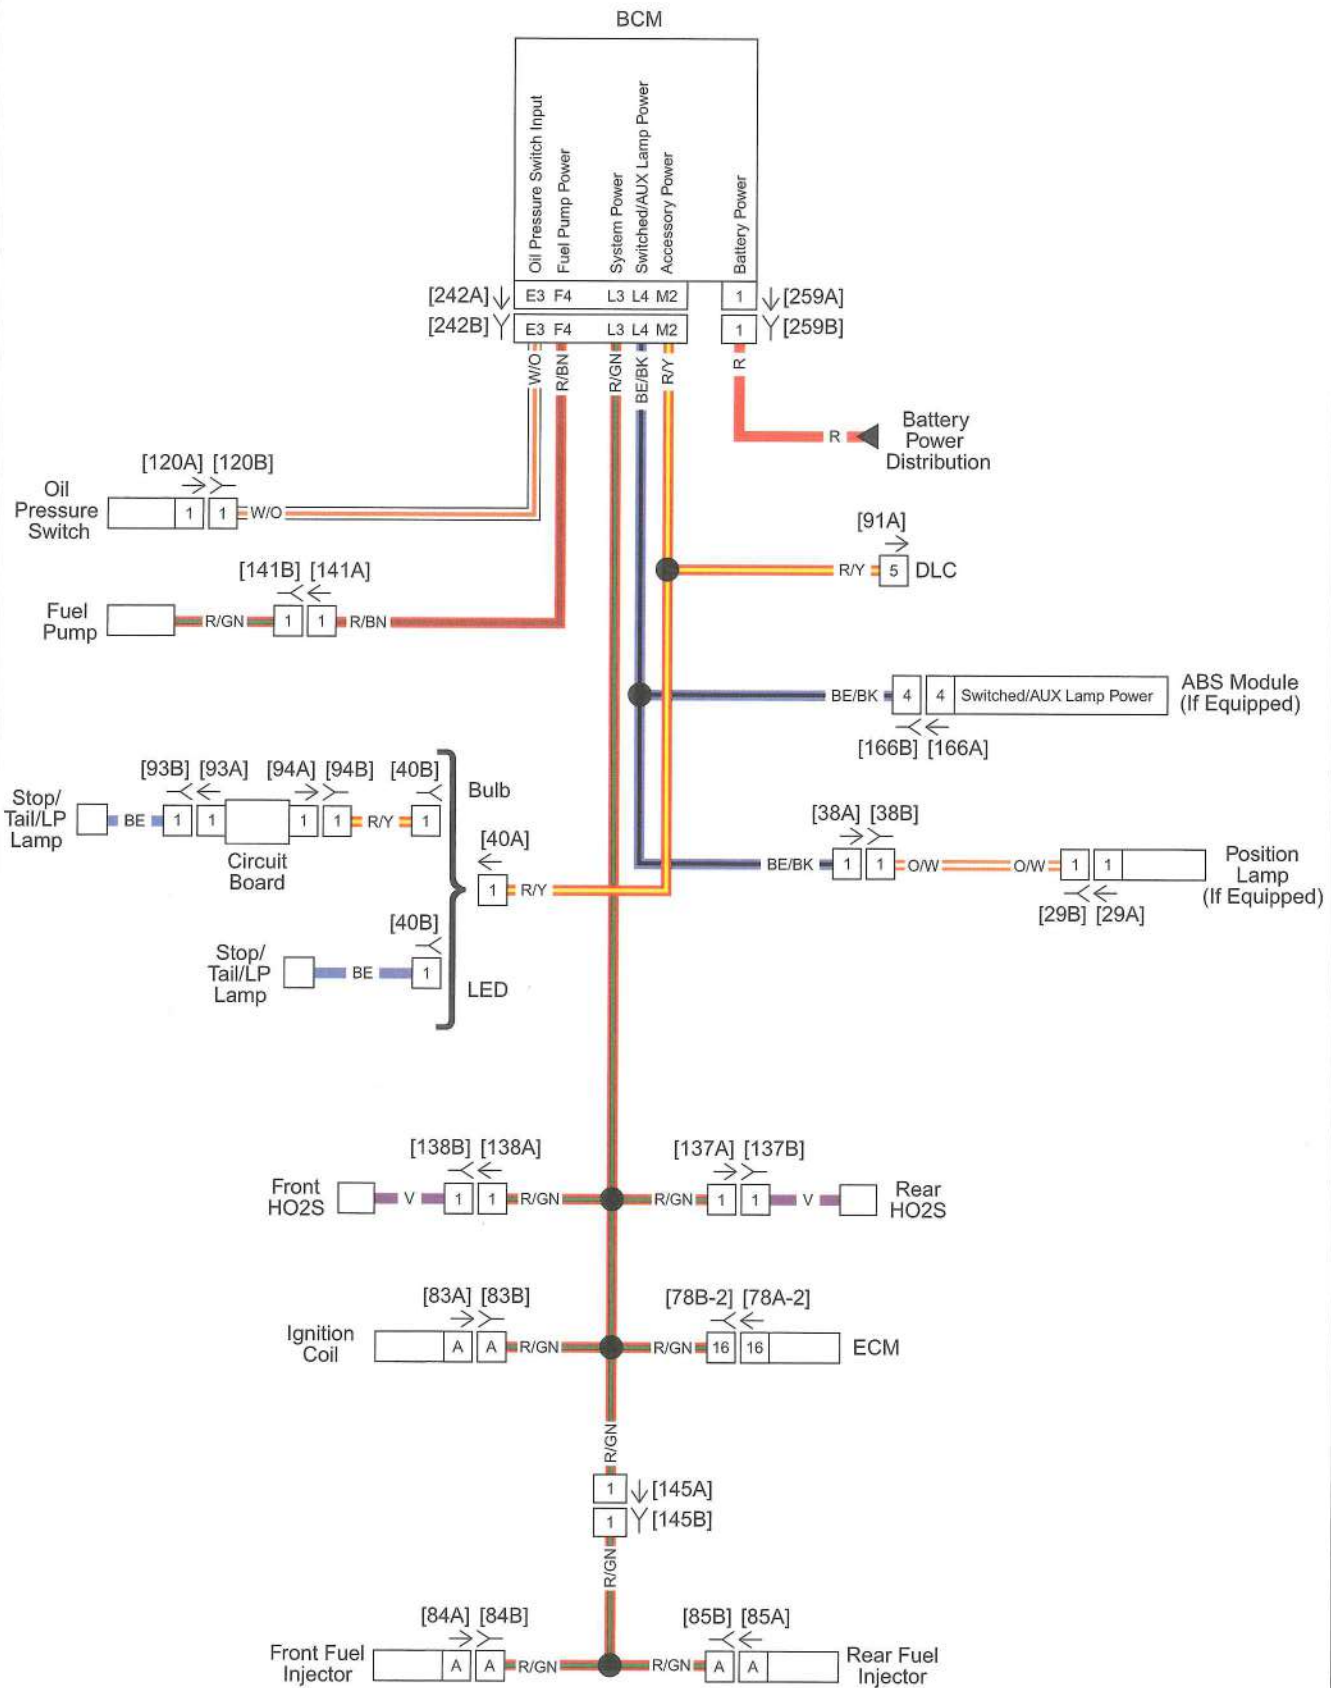 BCM
Oil Pressure Switch Input
Fuel Pump Power
System Power
Switched/AUX Lamp Power
Accessory Power
Battery Power
[242A] E3 F4 L3 L4 M2 1 [259A]
[242B] E3 F4 L3 L4 M2 1 [259B]
W/O
R/BN
R/GN
BE/BK
R/Y
R
R
Battery
Power
Distribution
[120A] [120B]
Oil
Pressure
Switch
1 1 W/O
[91A]
R/Y 5 DLC
[141B] [141A]
Fuel
Pump
R/GN 1 1 R/BN
BE/BK 4 4 Switched/AUX Lamp Power
ABS Module
(If Equipped)
[166B] [166A]
[93B] [93A] [94A] [94B] [40B]
Bulb
Stop/
Tail/LP
Lamp
BE 1 1 1 1 R/Y 1
Circuit
Board
[40A]
1 R/Y
[38A] [38B]
BE/BK 1 1 O/W O/W 1 1
Position
Lamp
(If Equipped)
[29B] [29A]
[40B]
Stop/
Tail/LP
Lamp
BE 1
LED
[138B] [138A] [137A] [137B]
Front
HO2S
V 1 1 R/GN R/GN 1 1 V
Rear
HO2S
[83A] [83B] [78B-2] [78A-2]
Ignition
Coil
A A R/GN R/GN 16 16 ECM
R/GN
1 [145A]
1 [145B]
R/GN
[84A] [84B] [85B] [85A]
Front Fuel
Injector
A A R/GN R/GN A A
Rear Fuel
Injector